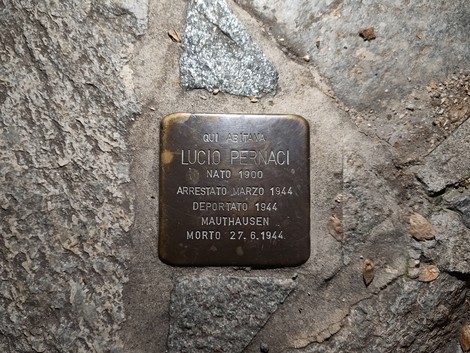 QUI ABITAVA
LUCIO PERNACI
NATO 1900
ARRESTATO MARZO 1944
DEPORTATO 1944
MAUTHAUSEN
MORTO 27.6.1944